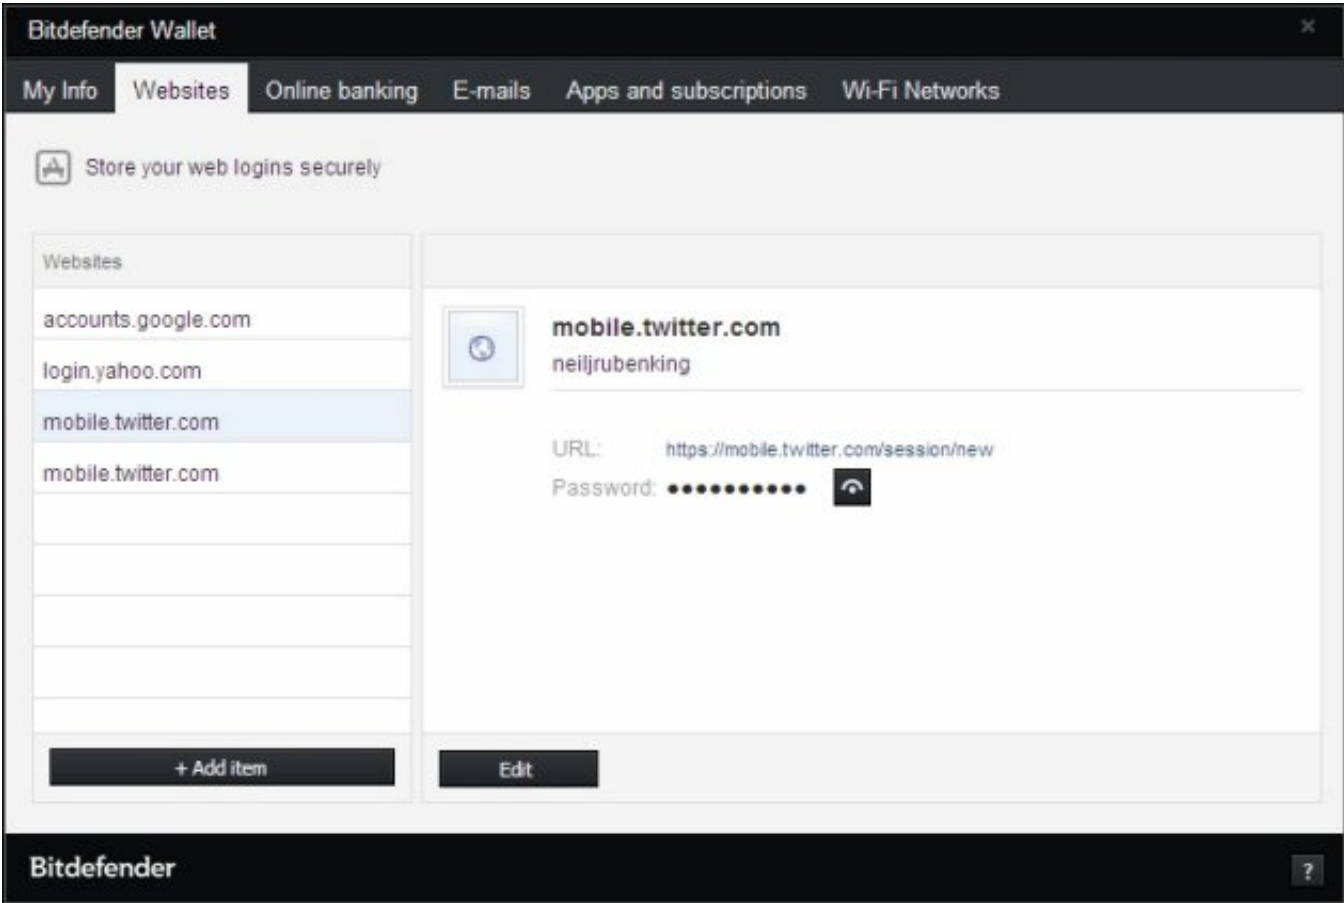 Bitdefender Wallet
My Info Websites Online banking E-mails Apps and subscriptions Wi-Fi Networks
Store your web logins securely
Websites
accounts.google.com
login.yahoo.com
mobile.twitter.com
mobile.twitter.com
+ Add item
mobile.twitter.com
neiljrubenking
URL: https://mobile.twitter.com/session/new
Password: ●●●●●●●●●●
Edit
Bitdefender
?